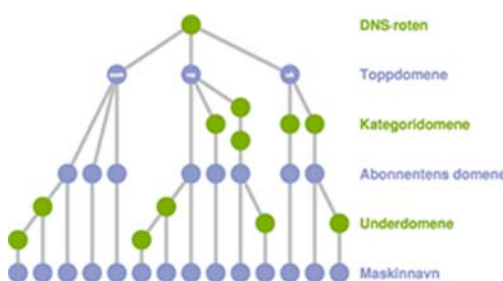 DNS-roten
Toppdomene
Kategoridomene
Abonnentens domene
Underdomene
Maskinnavn